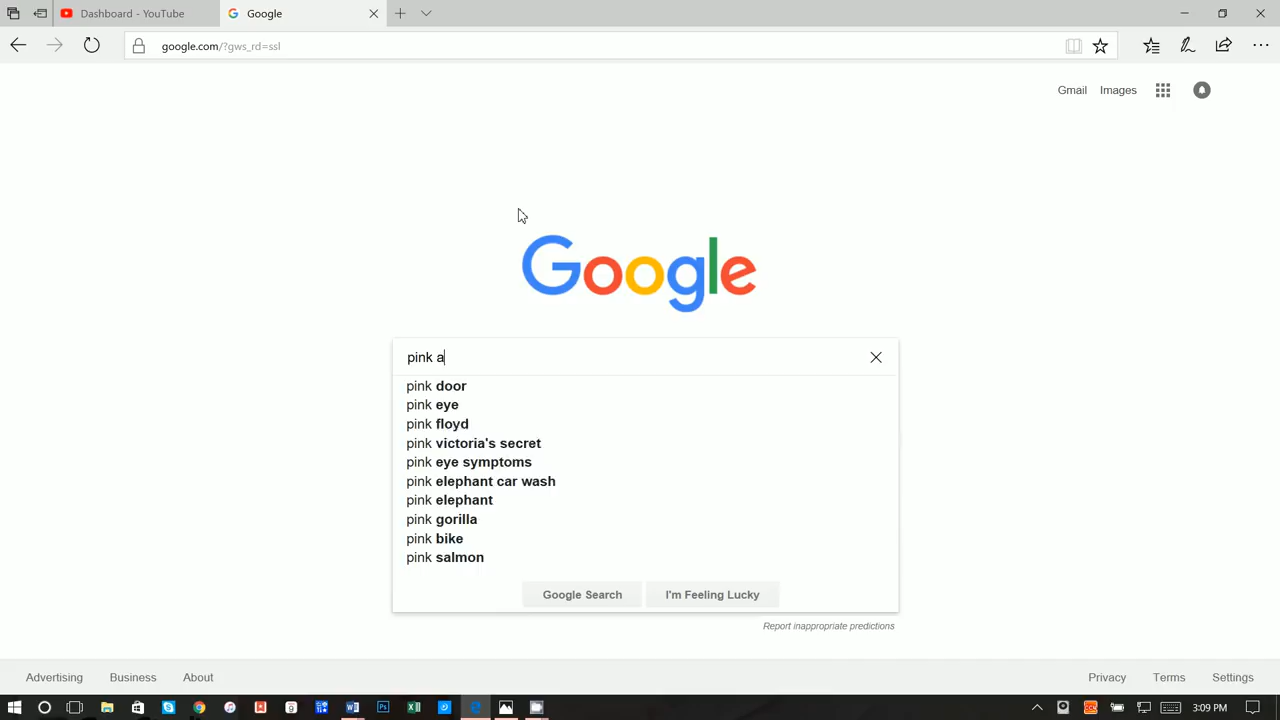 Dashboard - YouTube
Google
google.com/?gws_rd=ssl
Gmail Images
Google
pink a
pink door
pink eye
pink floyd
pink victoria's secret
pink eye symptoms
pink elephant car wash
pink elephant
pink gorilla
pink bike
pink salmon
Google Search I'm Feeling Lucky
Report inappropriate predictions
Advertising Business About Privacy Terms Settings
3:09 PM